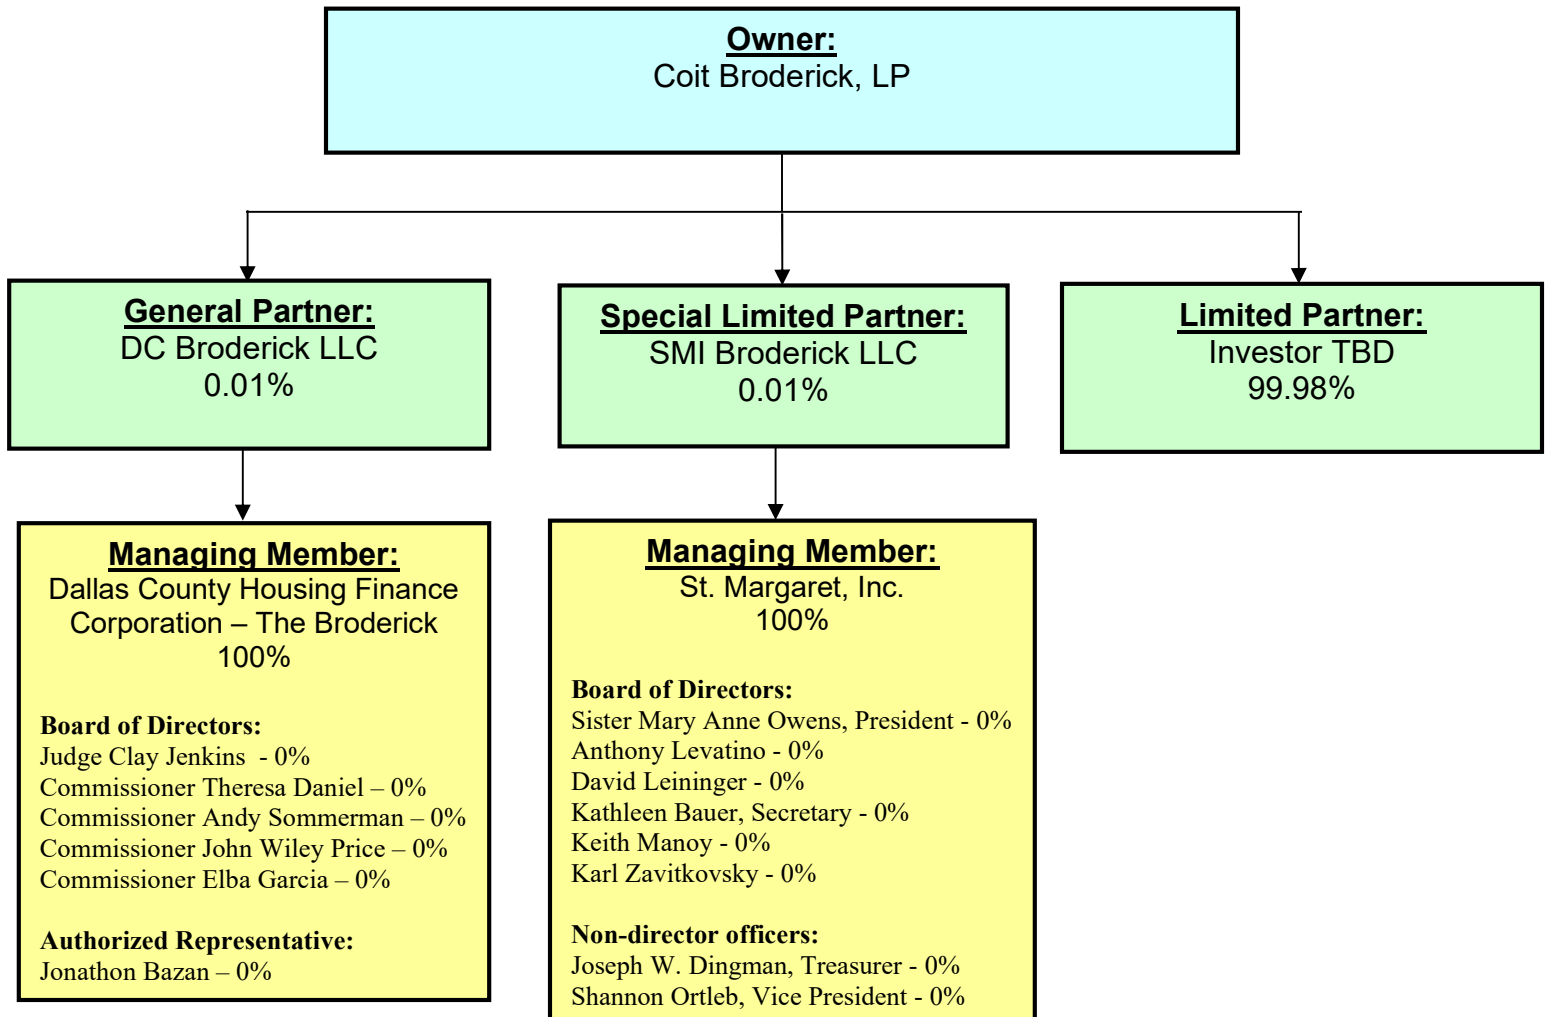 Owner:
Coit Broderick, LP
General Partner:
DC Broderick LLC
0.01%
Special Limited Partner:
SMI Broderick LLC
0.01%
Limited Partner:
Investor TBD
99.98%
Managing Member:
Dallas County Housing Finance
Corporation – The Broderick
100%
Board of Directors:
Judge Clay Jenkins  - 0%
Commissioner Theresa Daniel – 0%
Commissioner Andy Sommerman – 0%
Commissioner John Wiley Price – 0%
Commissioner Elba Garcia – 0%
Authorized Representative:
Jonathon Bazan – 0%
Managing Member:
St. Margaret, Inc.
100%
Board of Directors:
Sister Mary Anne Owens, President - 0%
Anthony Levatino - 0%
David Leininger - 0%
Kathleen Bauer, Secretary - 0%
Keith Manoy - 0%
Karl Zavitkovsky - 0%
Non-director officers:
Joseph W. Dingman, Treasurer - 0%
Shannon Ortleb, Vice President - 0%